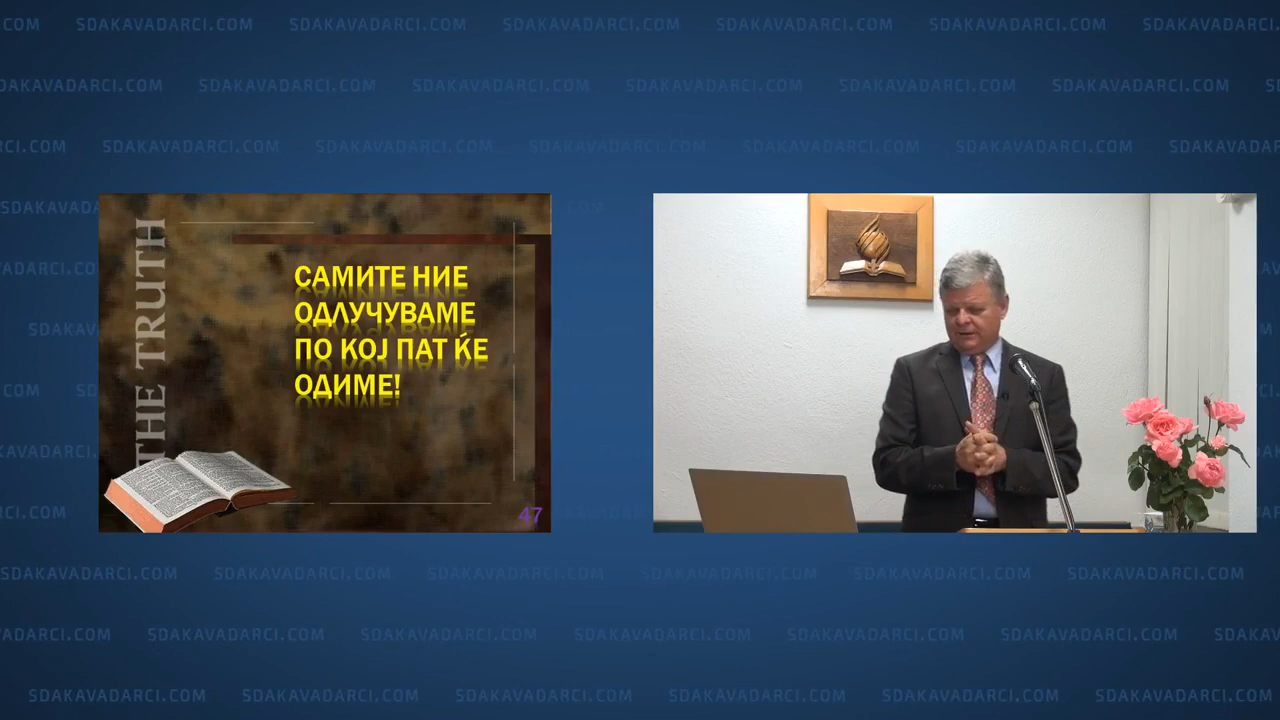 SDAKAVADARCI.COM
THE TRUTH
САМИТЕ НИЕ
ОДЛУЧУВАМЕ
ПО КОЈ ПАТ ЌЕ
ОДИМЕ!
47